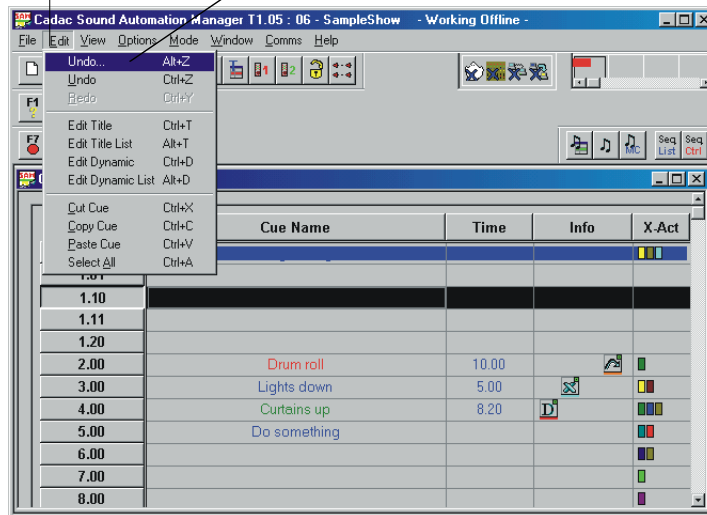 Cadac Sound Automation Manager T1.05 : 06 - SampleShow - Working Offline -
File Edit View Options Mode Window Comms Help
Undo... Alt+Z
Undo Ctrl+Z
Redo Ctrl+Y
Edit Title Ctrl+T
Edit Title List Alt+T
Edit Dynamic Ctrl+D
Edit Dynamic List Alt+D
Cut Cue Ctrl+X
Copy Cue Ctrl+C
Paste Cue Ctrl+V
Select All Ctrl+A
F1
F7
MC
Seq List
Seq Ctrl
SAM
Cue Name Time Info X-Act
1.10
1.11
1.20
2.00 Drum roll 10.00
3.00 Lights down 5.00
4.00 Curtains up 8.20 D
5.00 Do something
6.00
7.00
8.00